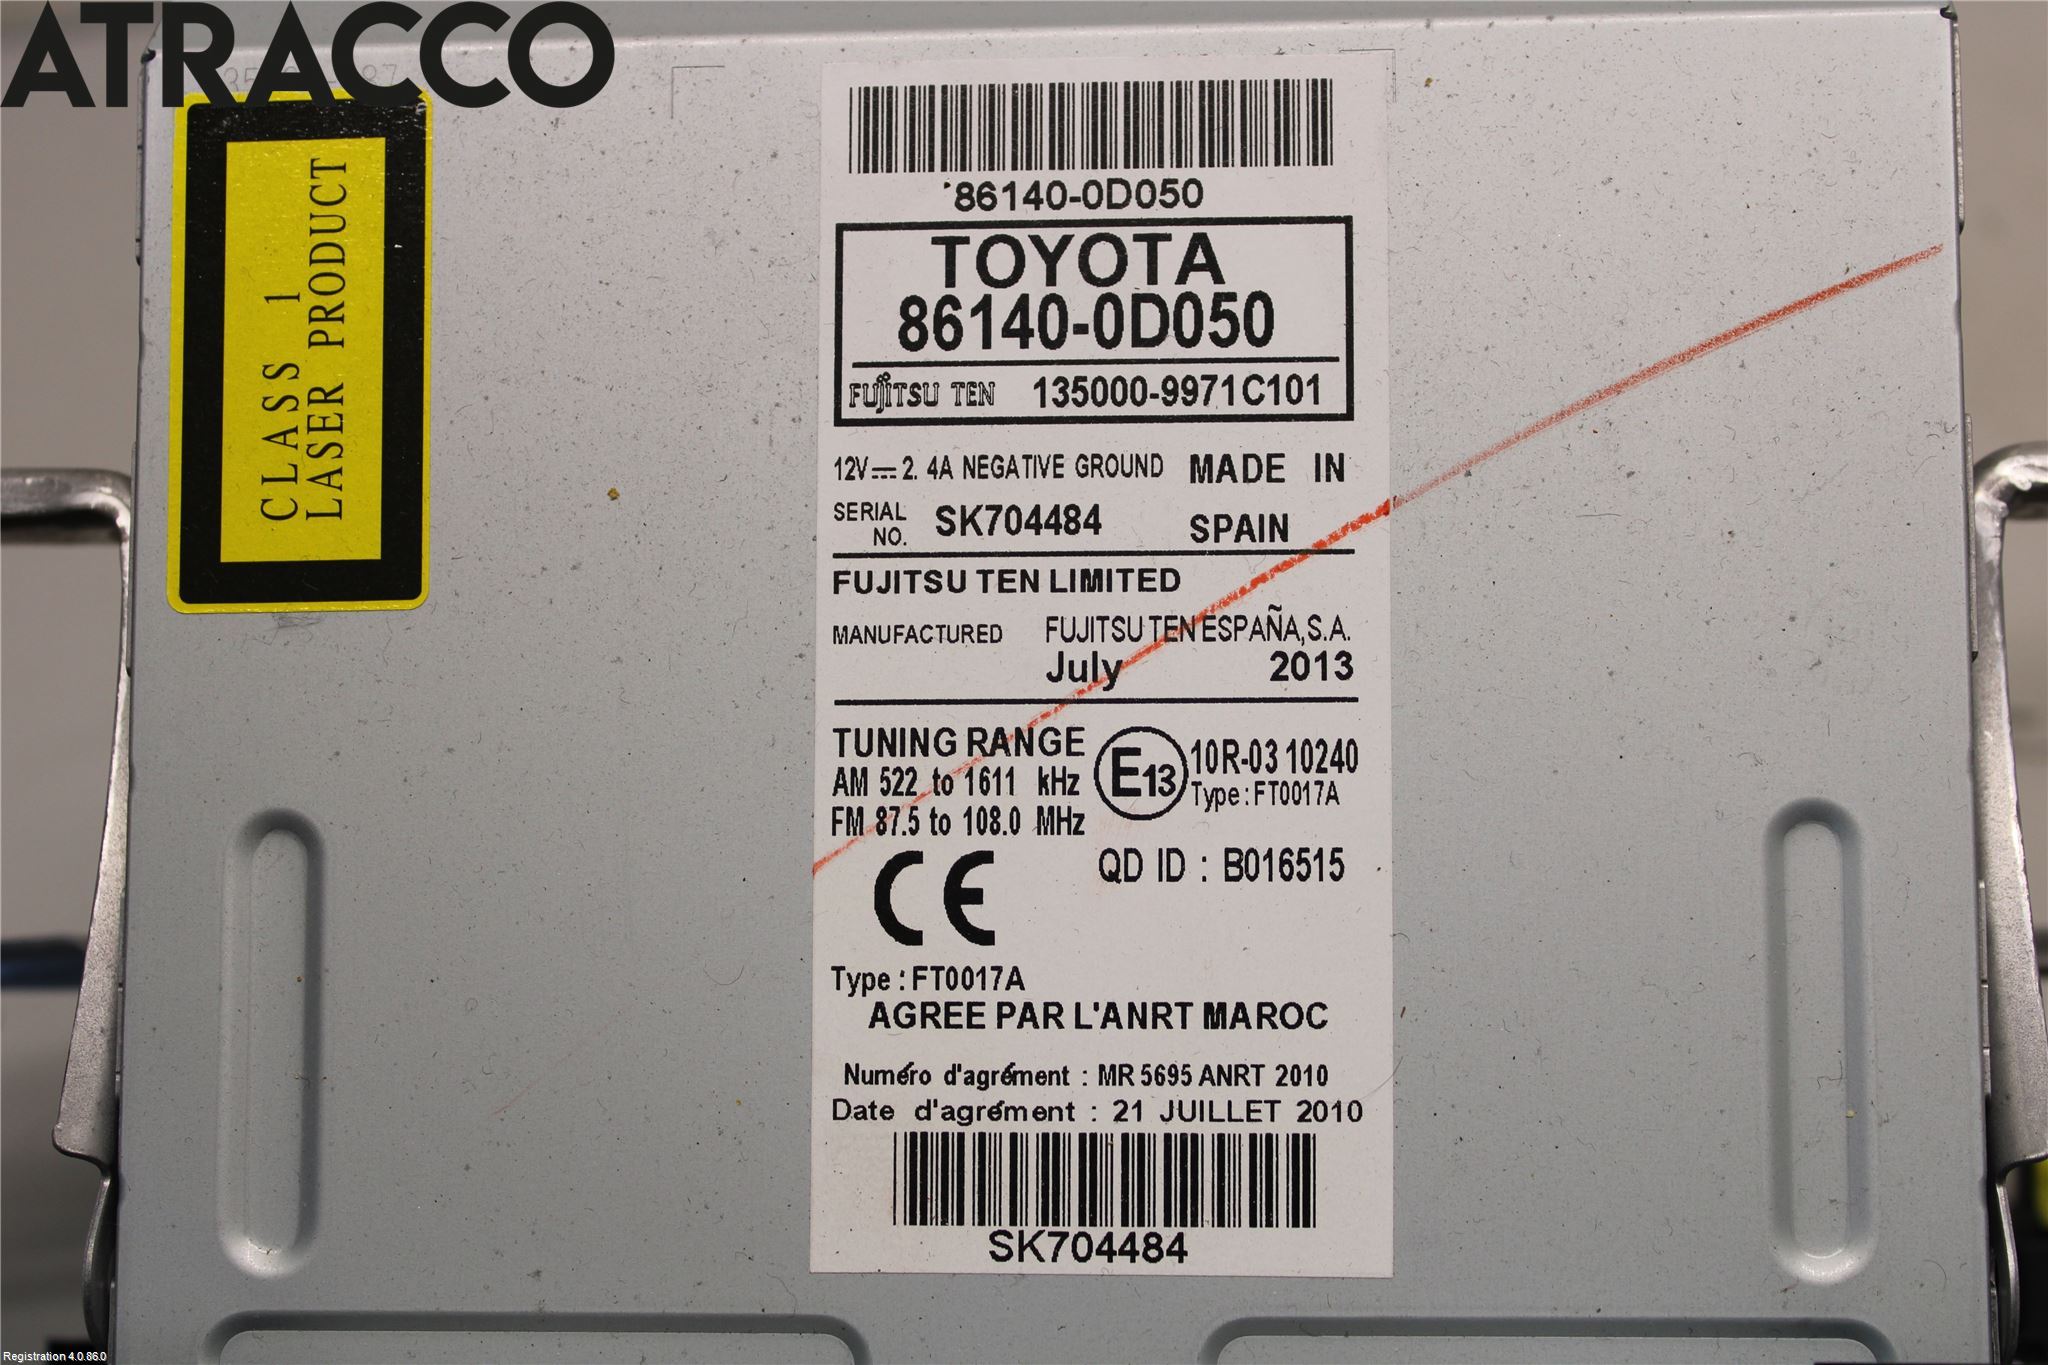 ATRACCO
CLASS 1
LASER PRODUCT
86140-0D050
TOYOTA
86140-0D050
FUJITSU TEN 135000-9971C101
12V⎓2.4A NEGATIVE GROUND MADE IN
SERIAL NO. SK704484 SPAIN
FUJITSU TEN LIMITED
MANUFACTURED FUJITSU TEN ESPAÑA,S.A.
July 2013
TUNING RANGE
AM 522 to 1611 kHz
FM 87.5 to 108.0 MHz
E13 10R-03 10240
Type:FT0017A
QD ID : B016515
CE
Type:FT0017A
AGREE PAR L'ANRT MAROC
Numéro d'agrément : MR 5695 ANRT 2010
Date d'agrément : 21 JUILLET 2010
SK704484
Registration 4.0.86.0